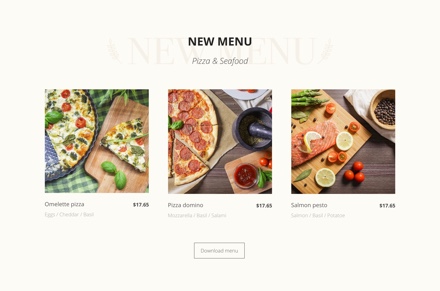 NEW MENU
NEW MENU
Pizza & Seafood
Omelette pizza $17.65
Eggs / Cheddar / Basil
Pizza domino $17.65
Mozzarella / Basil / Salami
Salmon pesto $17.65
Salmon / Basil / Potatoe
Download menu